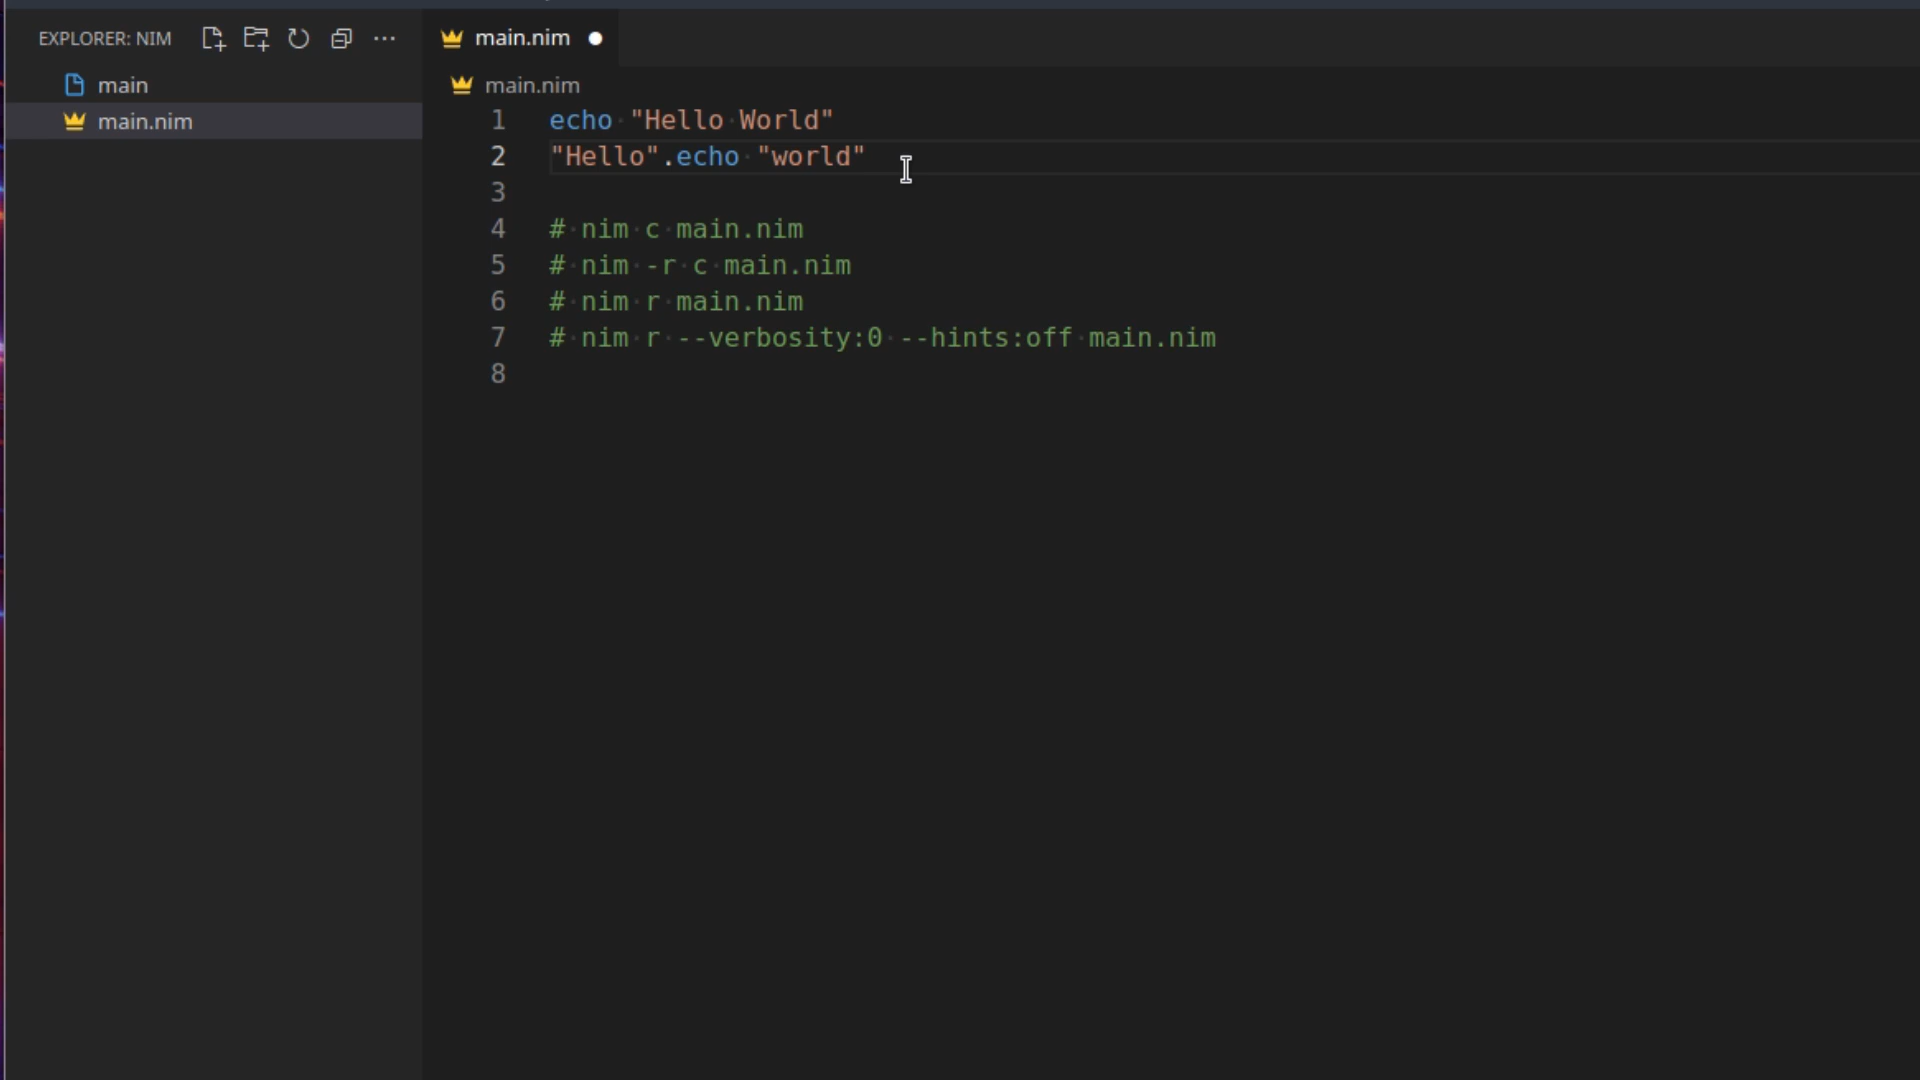 EXPLORER: NIM
main
main.nim
main.nim
main.nim
1 echo "Hello World"
2 "Hello".echo "world"
3
4 # nim c main.nim
5 # nim -r c main.nim
6 # nim r main.nim
7 # nim r --verbosity:0 --hints:off main.nim
8